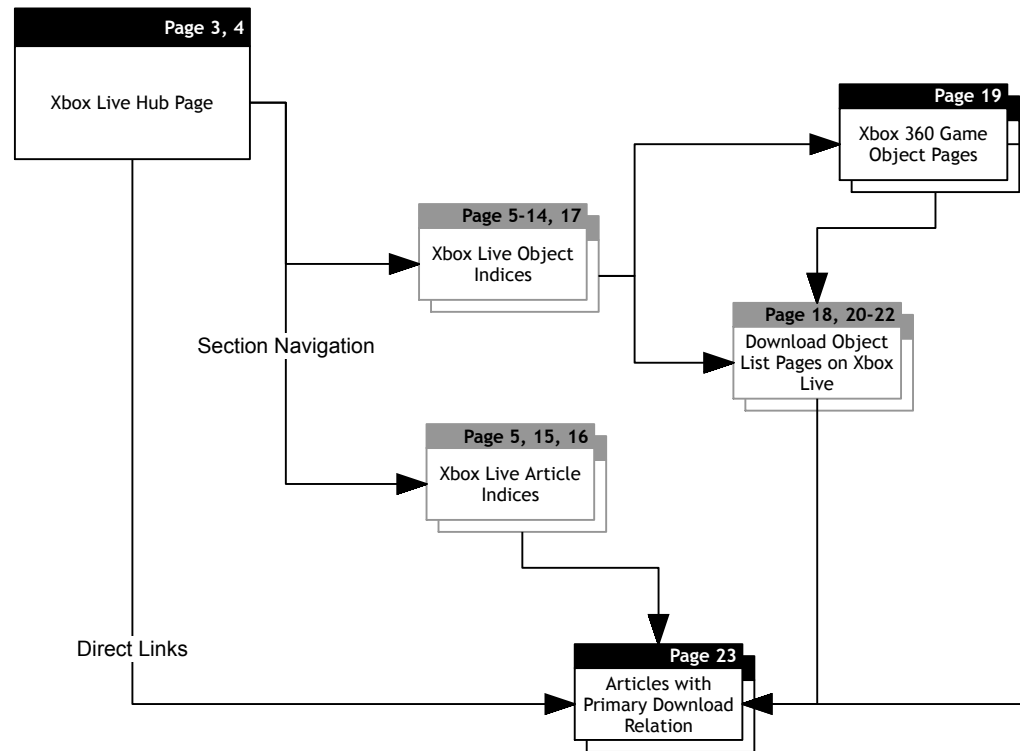 Page 3, 4
Xbox Live Hub Page
Page 19
Xbox 360 Game
Object Pages
Page 5-14, 17
Xbox Live Object
Indices
Page 18, 20-22
Download Object
List Pages on Xbox
Live
Section Navigation
Page 5, 15, 16
Xbox Live Article
Indices
Direct Links
Page 23
Articles with
Primary Download
Relation